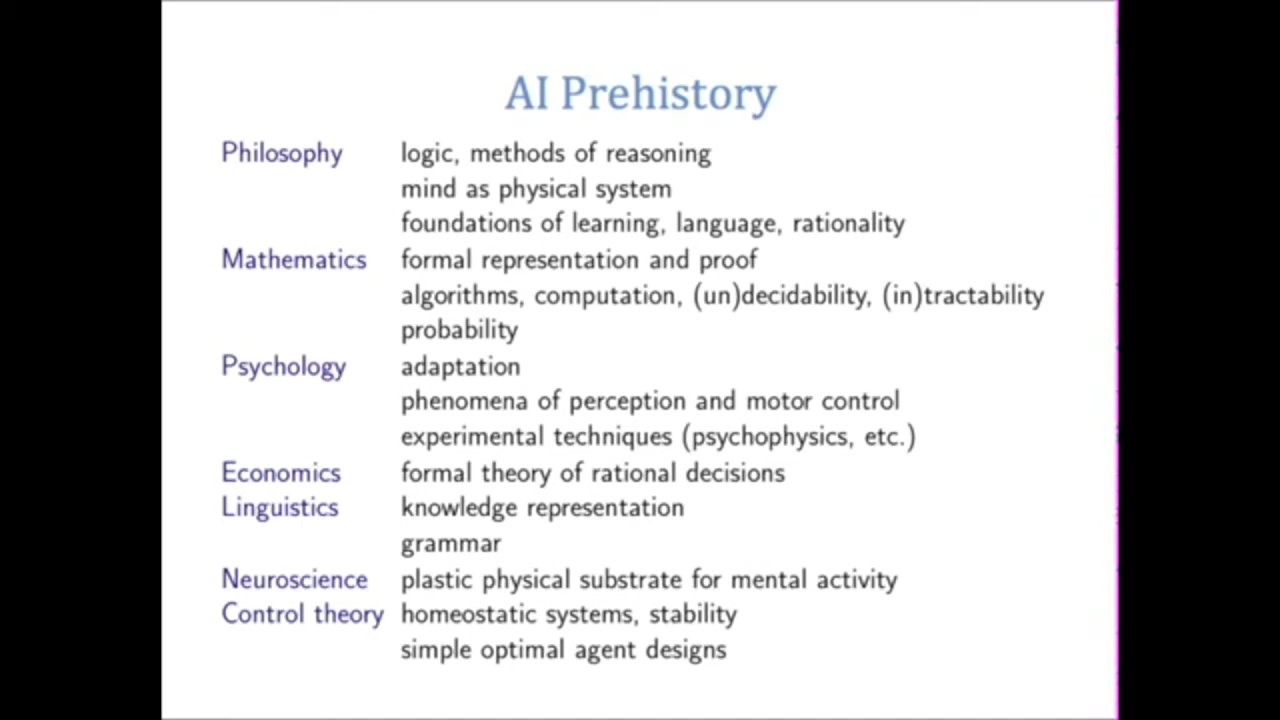 AI Prehistory
Philosophy logic, methods of reasoning
mind as physical system
foundations of learning, language, rationality
Mathematics formal representation and proof
algorithms, computation, (un)decidability, (in)tractability
probability
Psychology adaptation
phenomena of perception and motor control
experimental techniques (psychophysics, etc.)
Economics formal theory of rational decisions
Linguistics knowledge representation
grammar
Neuroscience plastic physical substrate for mental activity
Control theory homeostatic systems, stability
simple optimal agent designs